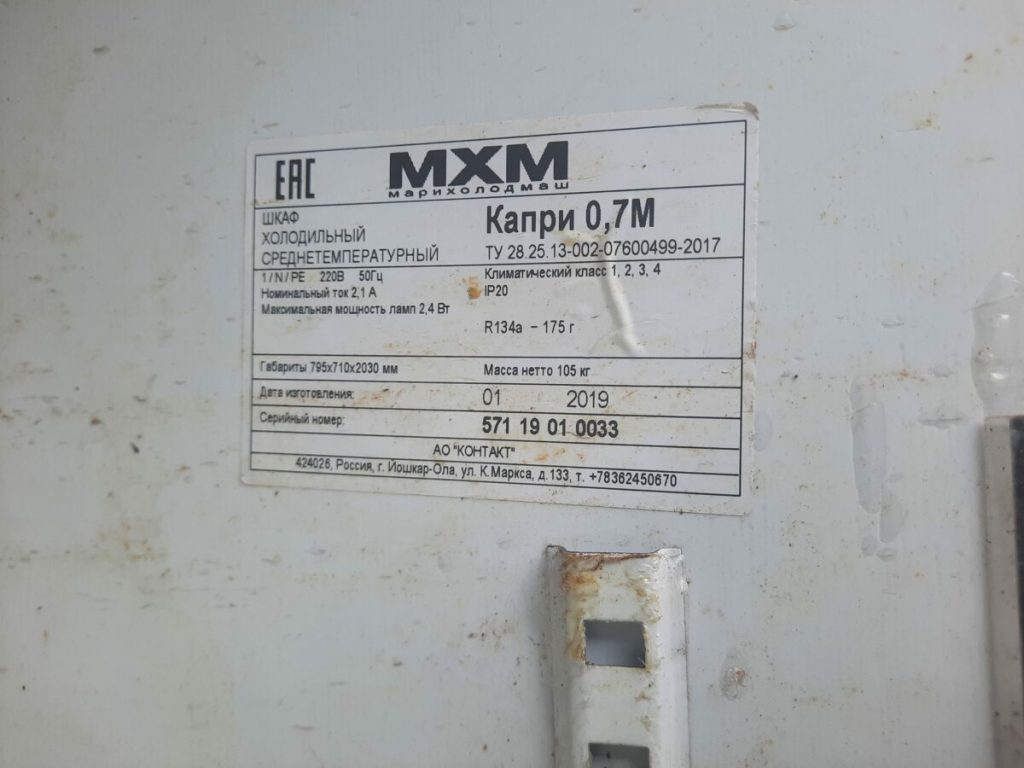 ЕАС
МХМ
марихолодмаш
ШКАФ
ХОЛОДИЛЬНЫЙ
СРЕДНЕТЕМПЕРАТУРНЫЙ
Капри 0,7М
ТУ 28.25.13-002-07600499-2017
1/N/PE 220В 50Гц
Номинальный ток 2,1 А
Максимальная мощность ламп 2,4 Вт
Климатический класс 1, 2, 3, 4
IP20
R134a – 175 г
Габариты 795х710х2030 мм
Масса нетто 105 кг
Дата изготовления: 01 2019
Серийный номер: 571 19 01 0033
АО "КОНТАКТ"
424026, Россия, г. Йошкар-Ола, ул. К.Маркса, д.133, т. +78362450670